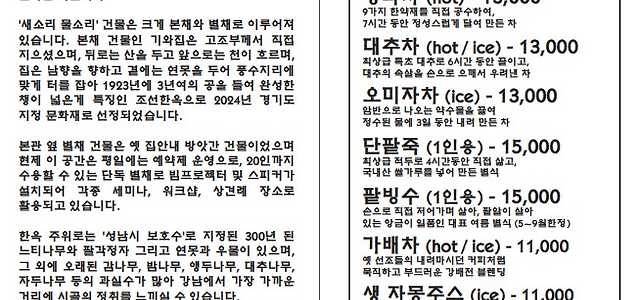 '새소리 물소리' 건물은 크게 본채와 별채로 이루어져
있습니다. 본채 건물인 기와집은 고조부께서 직접
지으셨으며, 뒤로는 산을 두고 앞으로는 천이 흐르며,
집은 남향을 향하고 곁에는 연못을 두어 풍수지리에
맞게 터를 잡아 1923년에 3년여의 공을 들여 완성한
채이 넓게 특징인 조선한옥으로 2024년 경기도
지정 문화재로 선정되었습니다.
본관 옆 별채 건물은 옛 집안내 방앗간 건물이었으며
현제 이 공간은 평일에는 예약제 운영으로, 20인까지
수용할 수 있는 단독 별채로 빔프로젝터 및 스피커가
설치되어 각종 세미나, 워크샵, 상견례 장소로
활용되고 있습니다.
한옥 주위로는 '성남시 보호수'로 지정된 300년 된
느티나무와 팔각정자 그리고 연못과 우물이 있으며,
그 외에 오래된 감나무, 밤나무, 앵두나무, 대추나무,
자두나무 등의 과실수가 많아 강남에서 가장 가까운
거리에 시골의 정취를 느끼실 수 있습니다.
9가지 한약재를 직접 공수하여,
7시간 동안 정성스럽게 달여 만든 차
대추차 (hot / ice) - 13,000
최상급 특초 대추로 6시간 동안 끓이고,
대추의 속살을 손으로 으깨서 우려낸 차
오미자차 (ice) - 13,000
암반으로 나오는 약수물을 끓여
정수된 물에 3일 동안 내려 만든 차
단팥죽 (1인용) - 15,000
최상급 적두로 4시간동안 직접 삶고,
국내산 쌀가루를 넣어 만든 별식
팥빙수 (1인용) - 15,000
손으로 직접 저어가며 삶아, 팥알이 살아
있는 앙금이 일품인 대표 여름 별식 (5~9월한정)
가배차 (hot / ice) - 11,000
옛 선조들의 내려마시던 커피처럼
묵직하고 부드러운 강배전 블렌딩
생 자몽주스 (ice) - 11,000